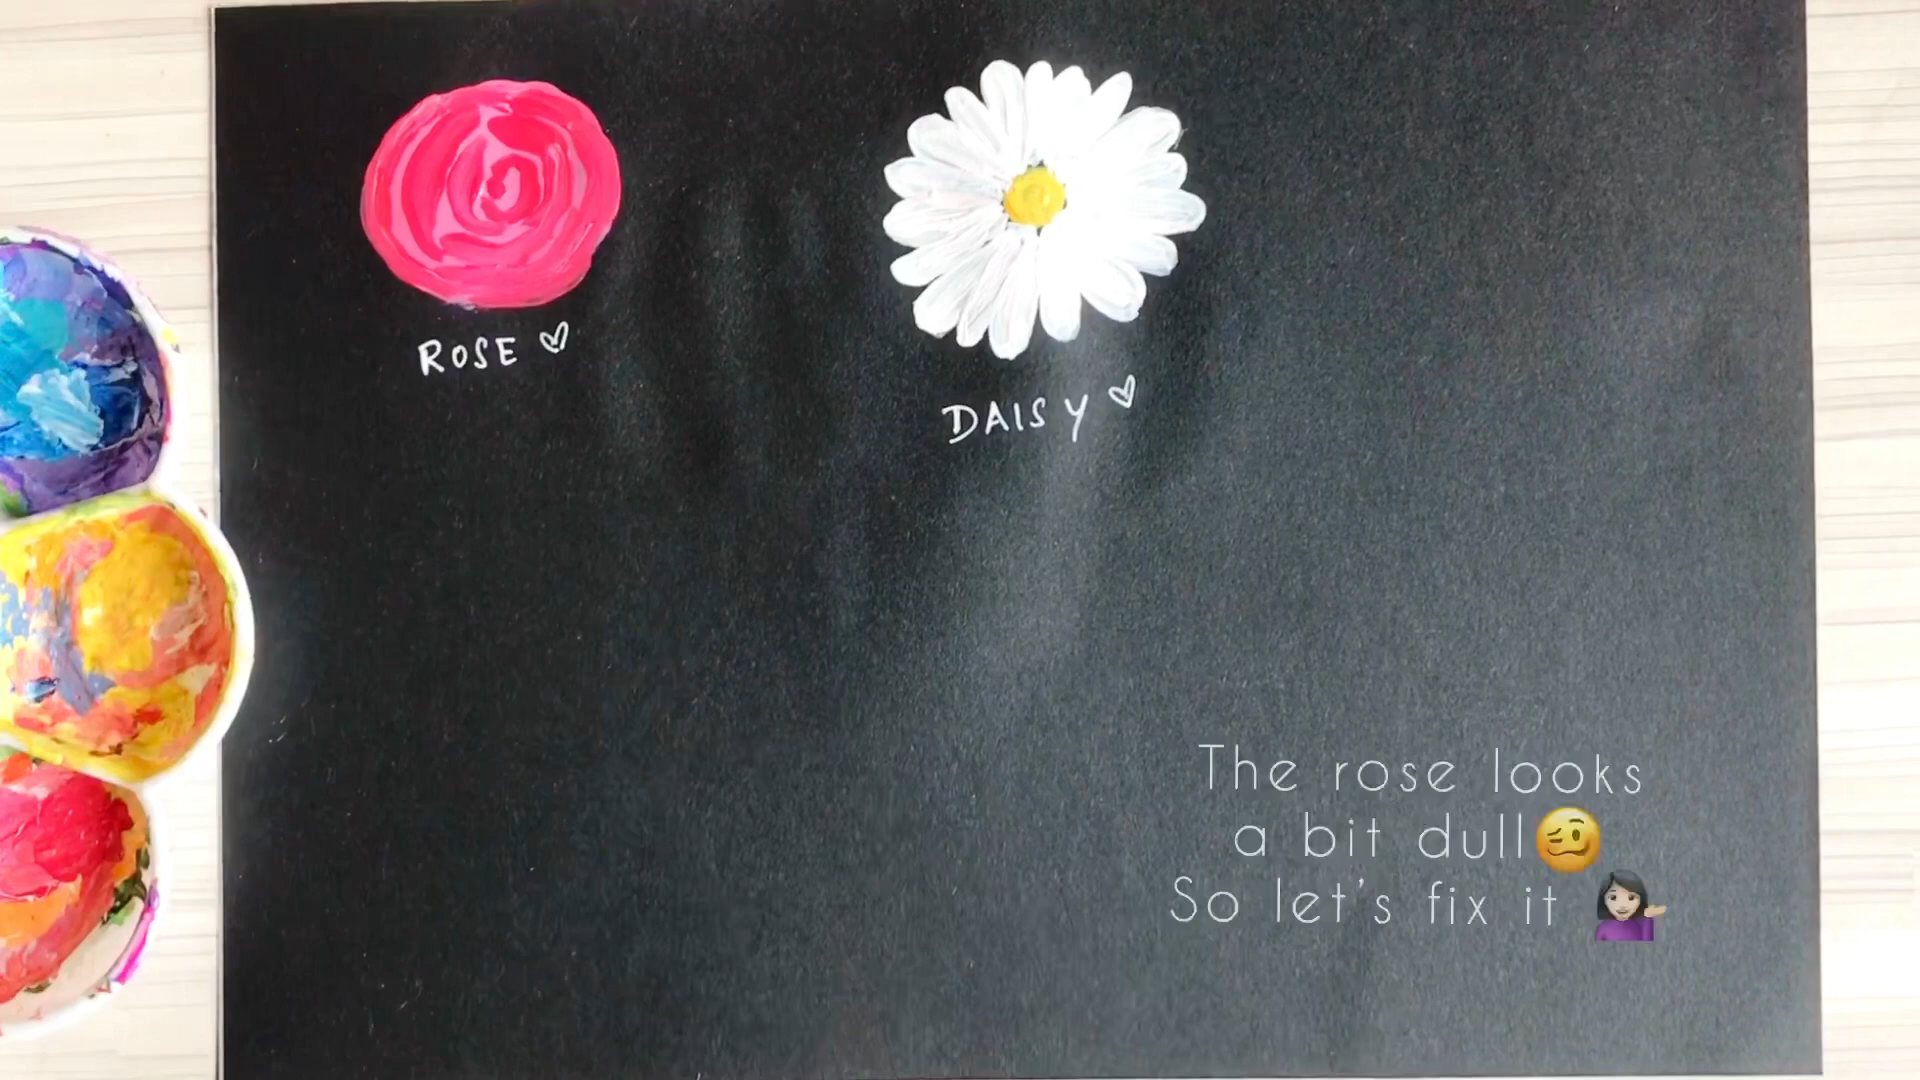 ROSE ♡
DAISY ♡
The rose looks
a bit dull🥴
So let's fix it 💁🏻‍♀️